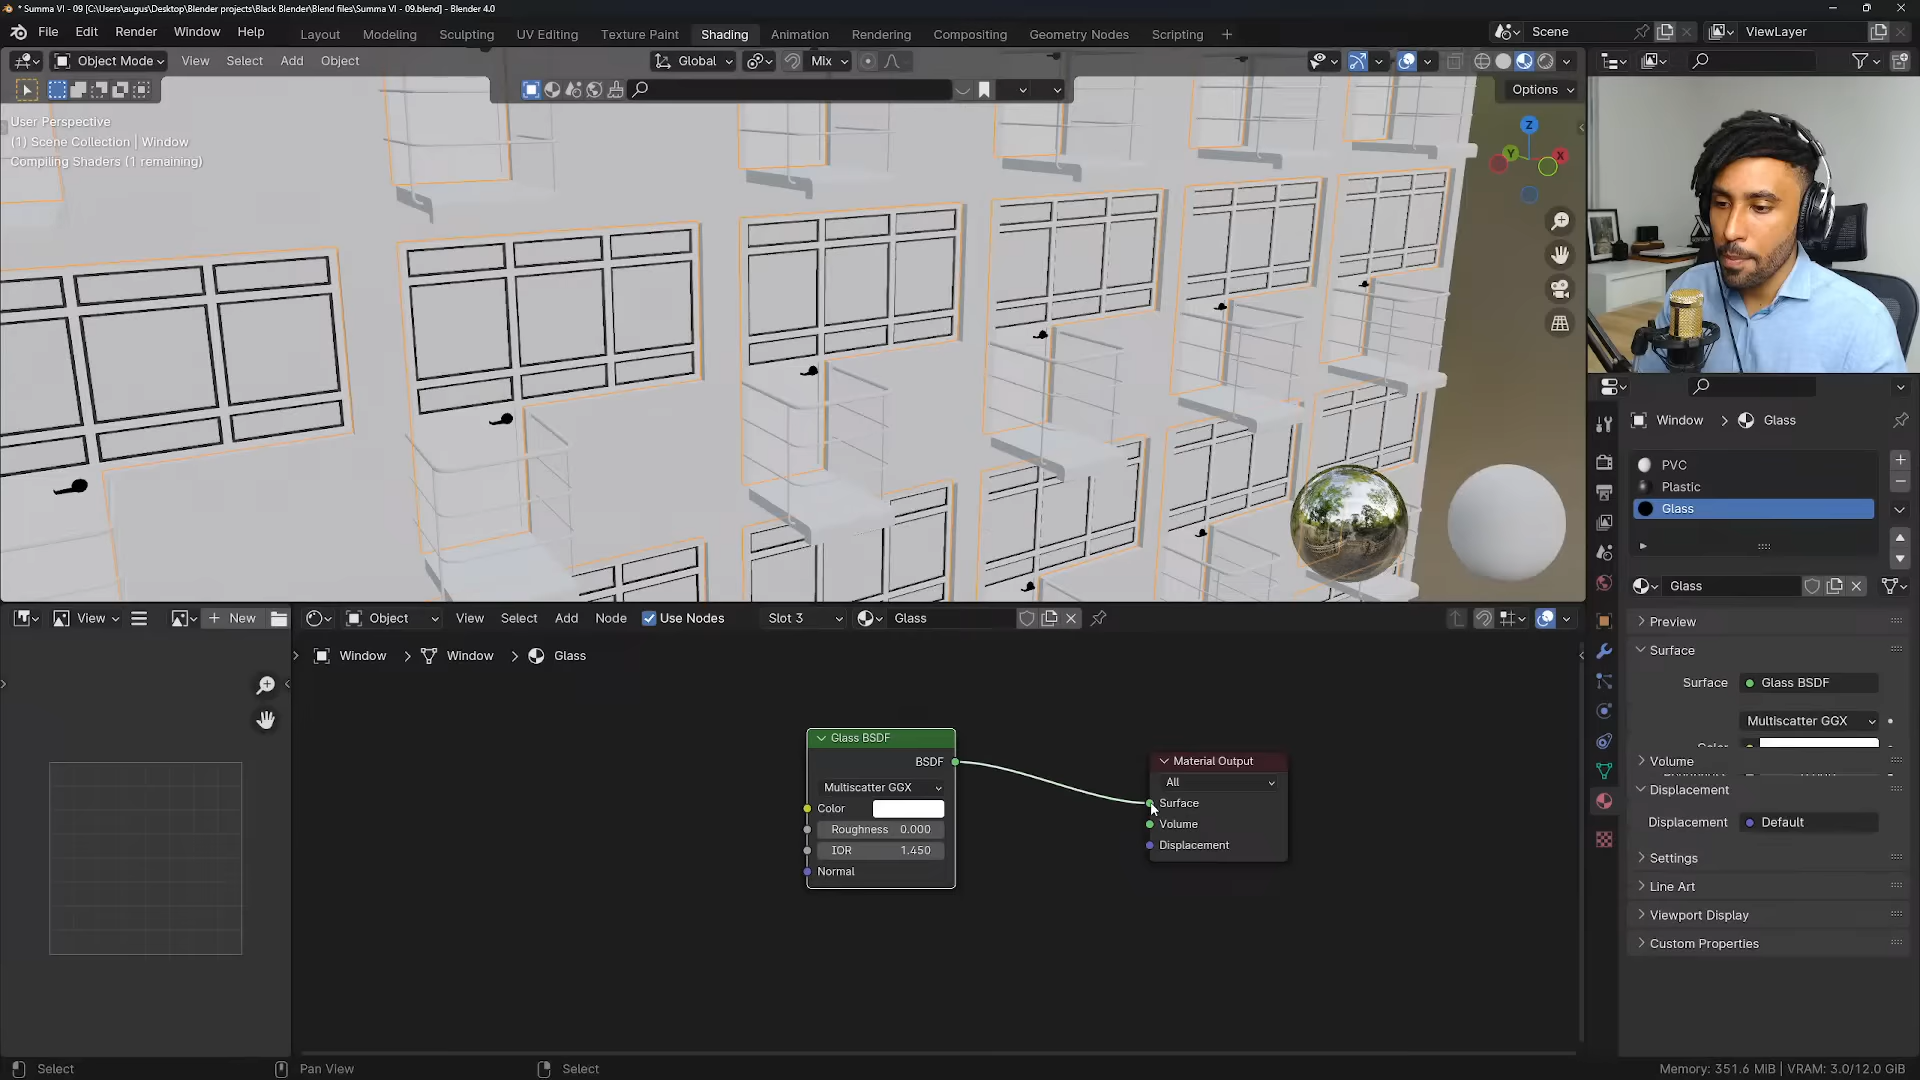 * Summa VI - 09 [C:\Users\augus\Desktop\Blender projects\Black Blender\Blend files\Summa VI - 09.blend] - Blender 4.0
File Edit Render Window Help Layout Modeling Sculpting UV Editing Texture Paint Shading Animation Rendering Compositing Geometry Nodes Scripting + Scene ViewLayer
Object Mode View Select Add Object Global Mix
Options
User Perspective
(1) Scene Collection | Window
Compiling Shaders (1 remaining)
Z
Y
X
Window > Glass
PVC
Plastic
Glass
Glass
View New Object View Select Add Node Use Nodes Slot 3 Glass
Window > Window > Glass
Preview
Surface
Surface Glass BSDF
Multiscatter GGX
Color
Volume
Displacement
Displacement Default
Settings
Line Art
Viewport Display
Custom Properties
Glass BSDF
BSDF
Multiscatter GGX
Color
Roughness 0.000
IOR 1.450
Normal
Material Output
All
Surface
Volume
Displacement
Select Pan View Select Memory: 351.6 MiB | VRAM: 3.0/12.0 GiB